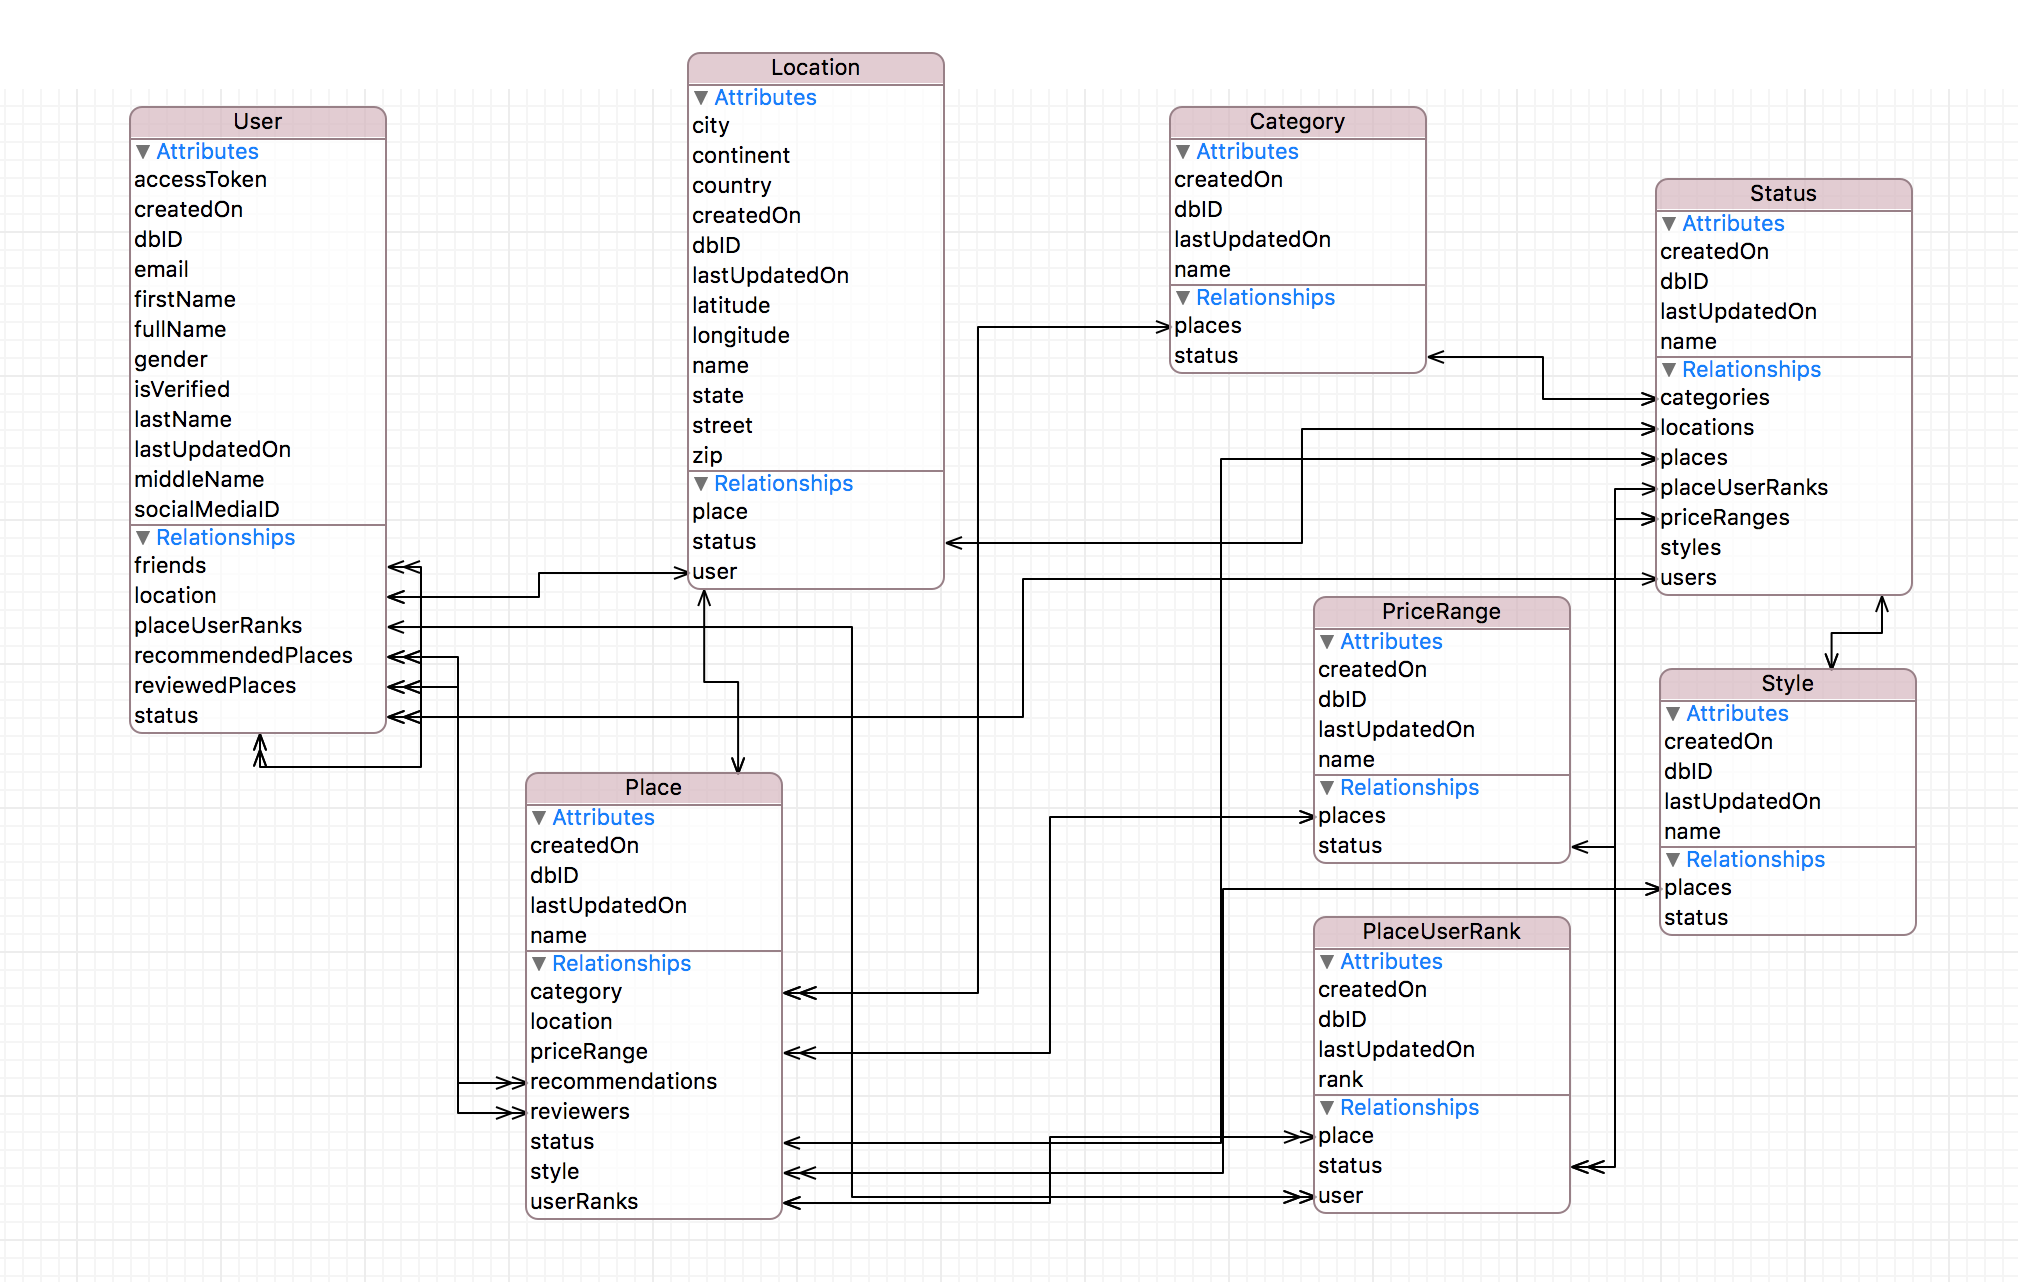 User
Attributes
accessToken
createdOn
dbID
email
firstName
fullName
gender
isVerified
lastName
lastUpdatedOn
middleName
socialMediaID
Relationships
friends
location
placeUserRanks
recommendedPlaces
reviewedPlaces
status
Location
Attributes
city
continent
country
createdOn
dbID
lastUpdatedOn
latitude
longitude
name
state
street
zip
Relationships
place
status
user
Category
Attributes
createdOn
dbID
lastUpdatedOn
name
Relationships
places
status
Status
Attributes
createdOn
dbID
lastUpdatedOn
name
Relationships
categories
locations
places
placeUserRanks
priceRanges
styles
users
Place
Attributes
createdOn
dbID
lastUpdatedOn
name
Relationships
category
location
priceRange
recommendations
reviewers
status
style
userRanks
PriceRange
Attributes
createdOn
dbID
lastUpdatedOn
name
Relationships
places
status
Style
Attributes
createdOn
dbID
lastUpdatedOn
name
Relationships
places
status
PlaceUserRank
Attributes
createdOn
dbID
lastUpdatedOn
rank
Relationships
place
status
user